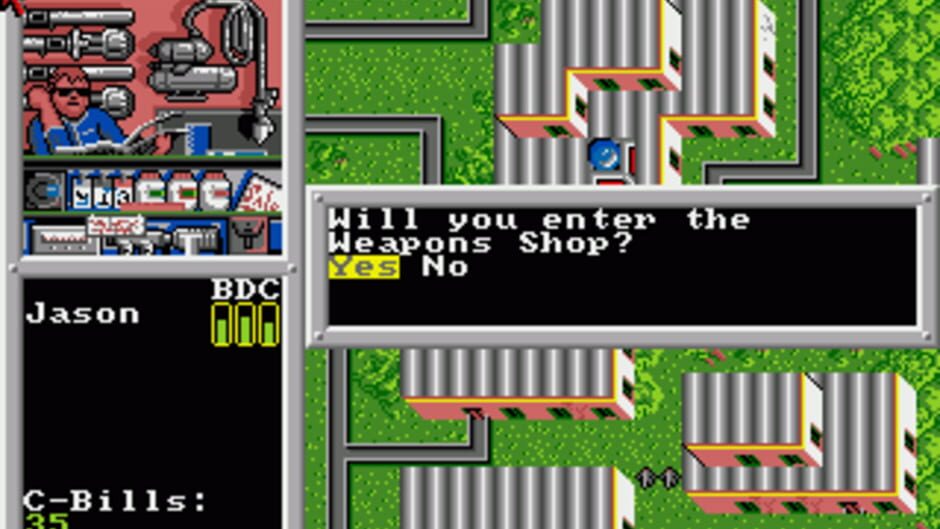 Will you enter the
Weapons Shop?
Yes No
BDC
Jason
C-Bills:
35